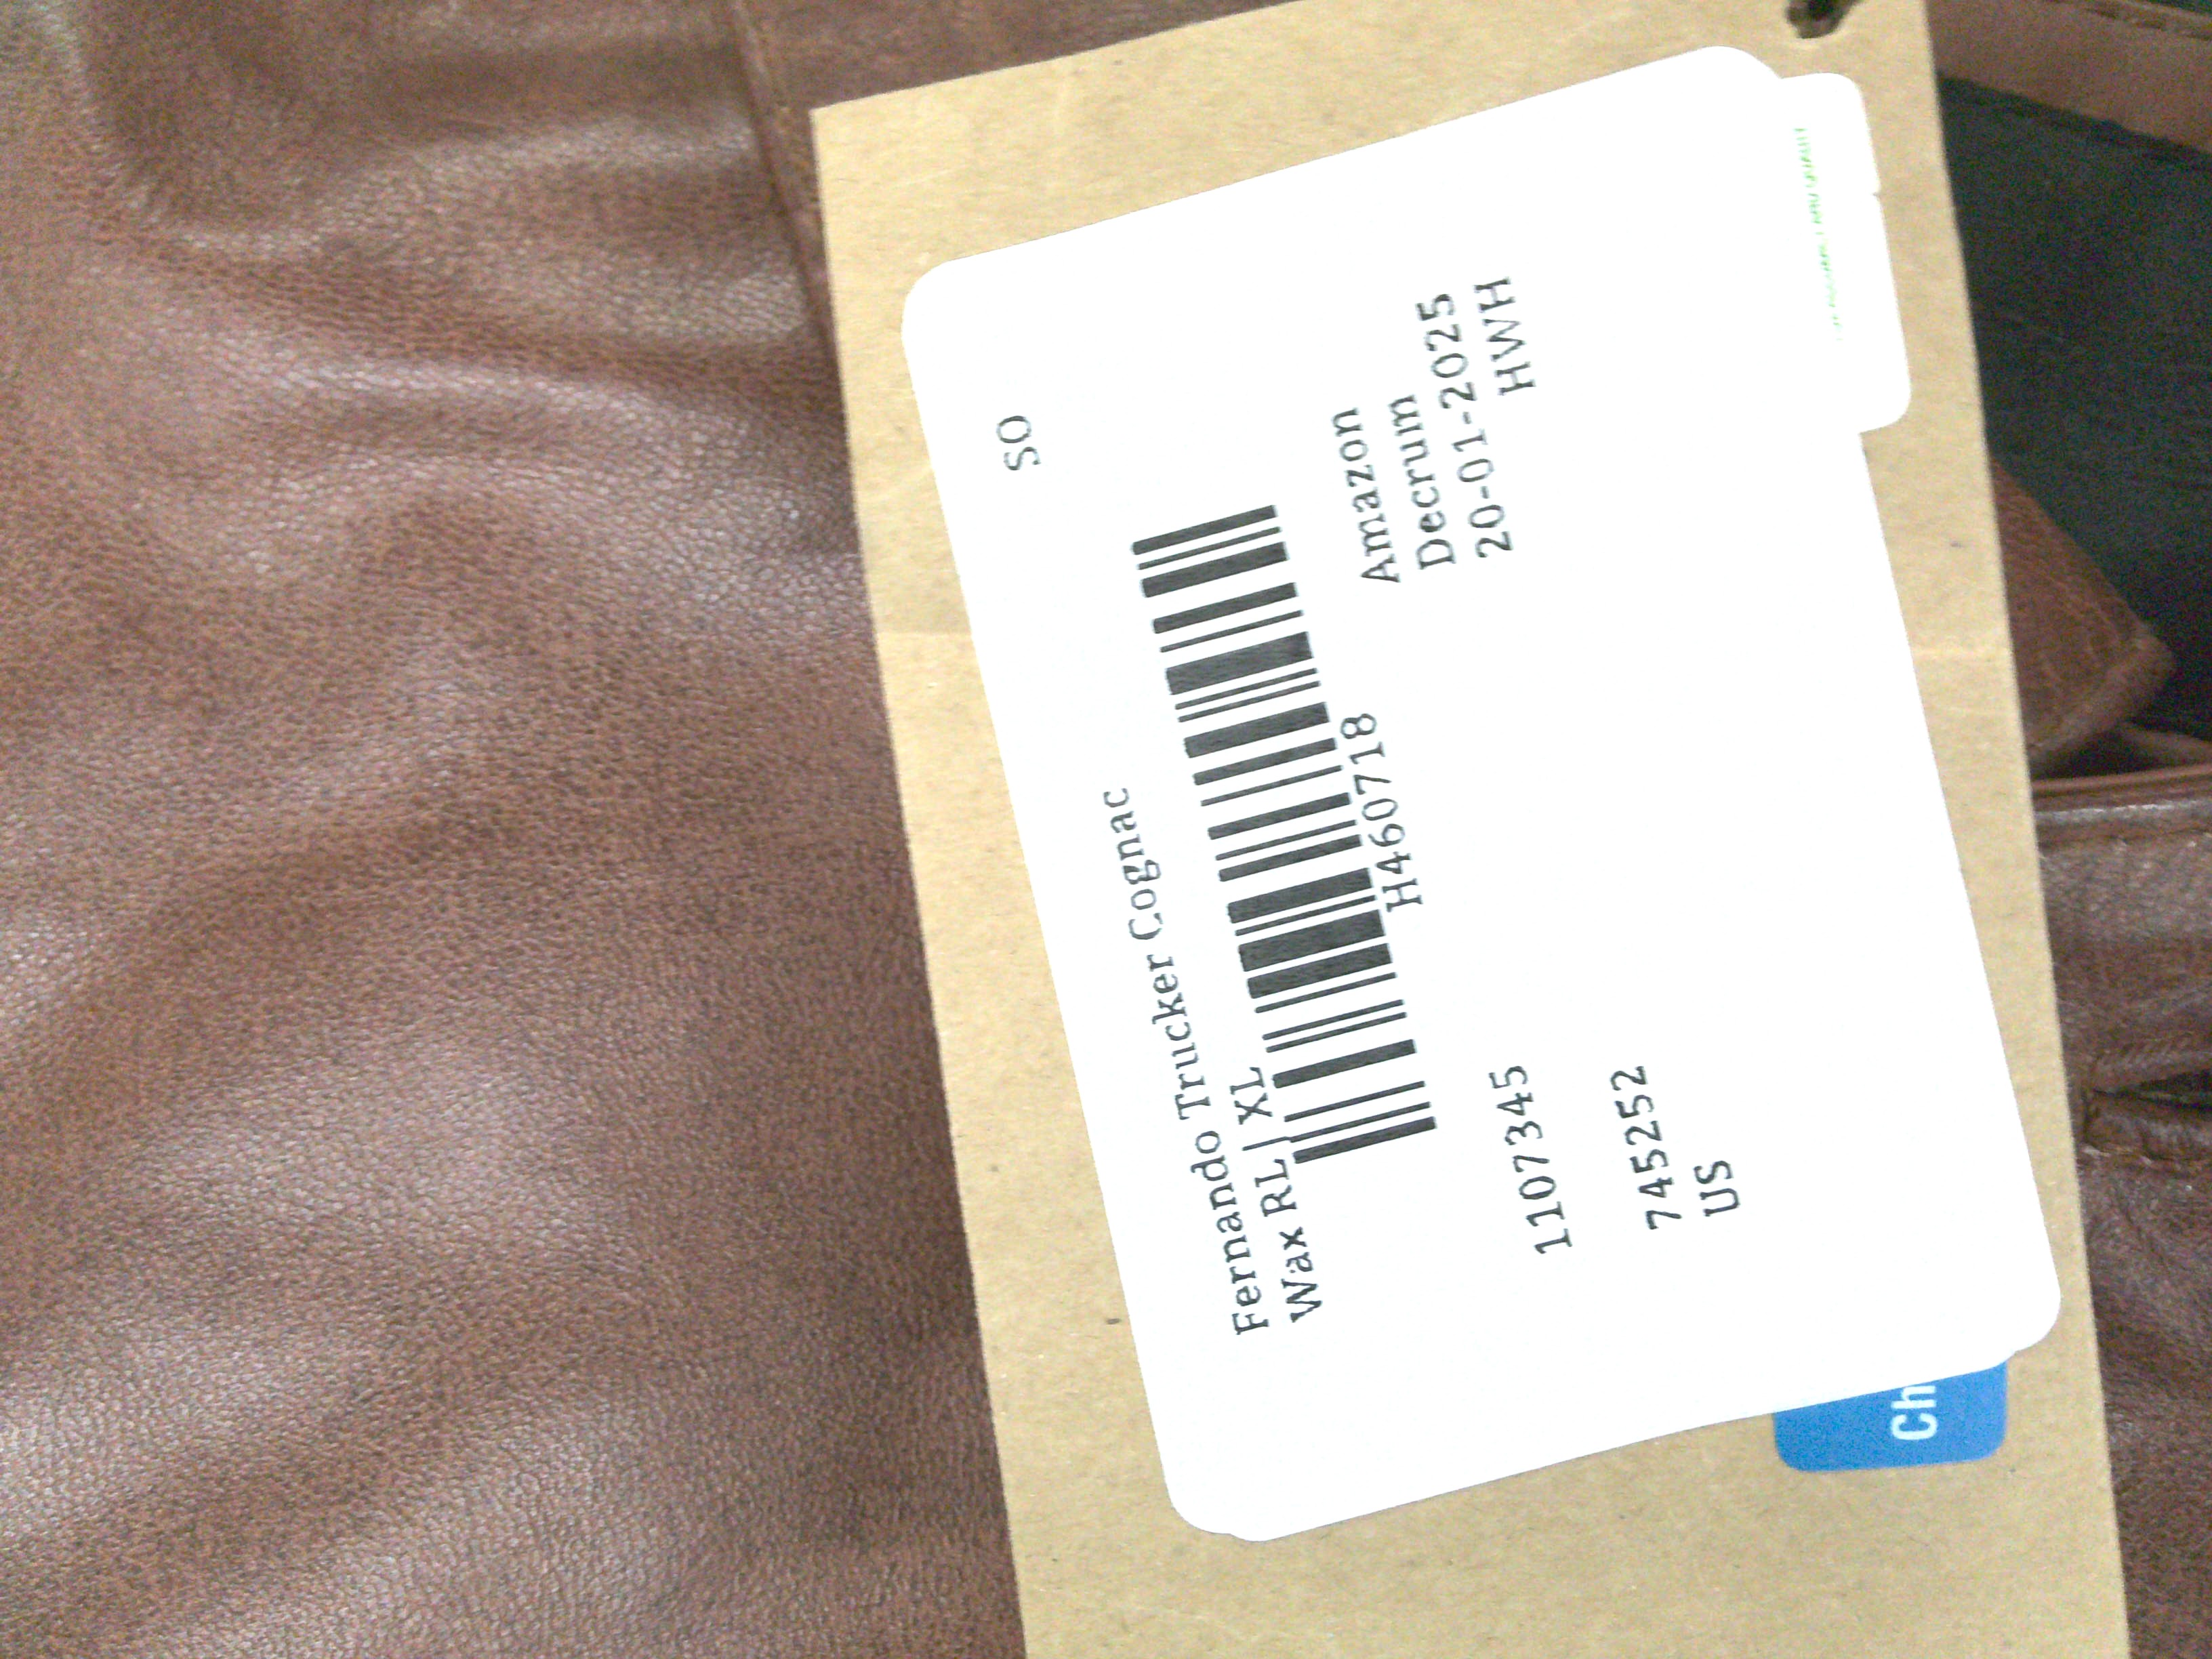 SO
Fernando Trucker Cognac
Wax RL | XL
H460718
Amazon
Decrum
20-01-2025
HWH
1107345
745252
US
Ch